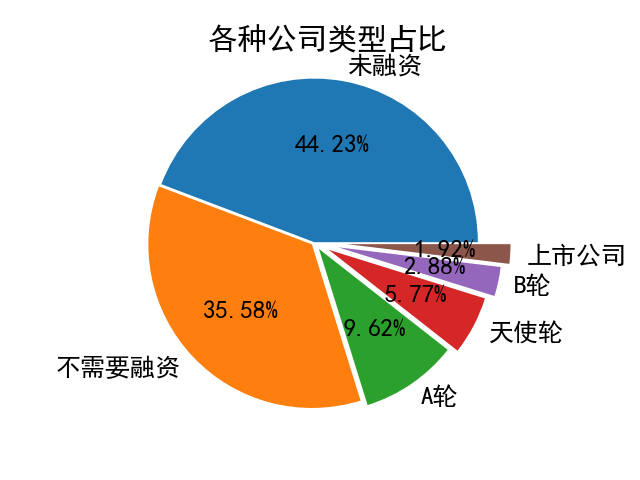 各种公司类型占比
未融资
44.23%
1.92%
上市公司
2.88%
B轮
5.77%
35.58%
9.62%
天使轮
不需要融资
A轮